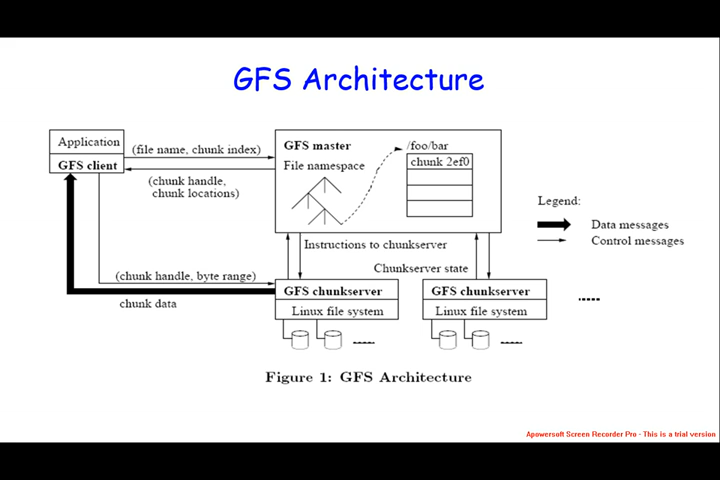 GFS Architecture
Application
GFS client
(file name, chunk index)
(chunk handle,
chunk locations)
GFS master
File namespace
/foo/bar
chunk 2ef0
Legend:
Data messages
Control messages
Instructions to chunkserver
Chunkserver state
(chunk handle, byte range)
chunk data
GFS chunkserver
Linux file system
GFS chunkserver
Linux file system
Figure 1: GFS Architecture
Apowersoft Screen Recorder Pro - This is a trial version